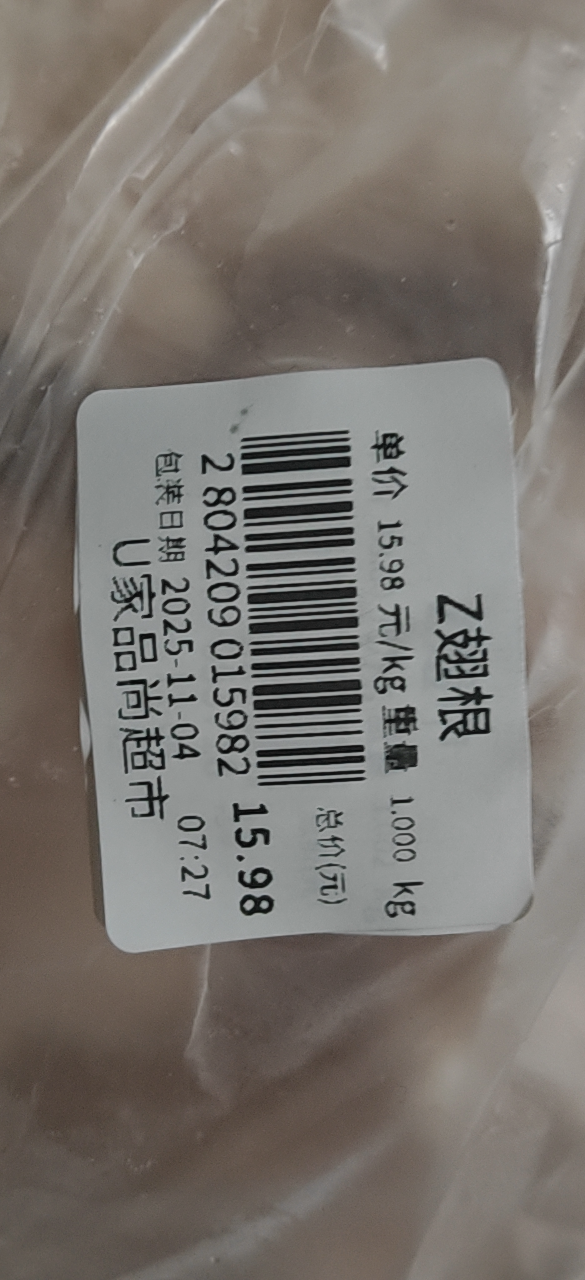 Z翅根
单价 15.98 元/kg 重量 1.000 kg
总价(元)
2 804209 015982 15.98
包装日期 2025-11-04 07:27
U家品尚超市